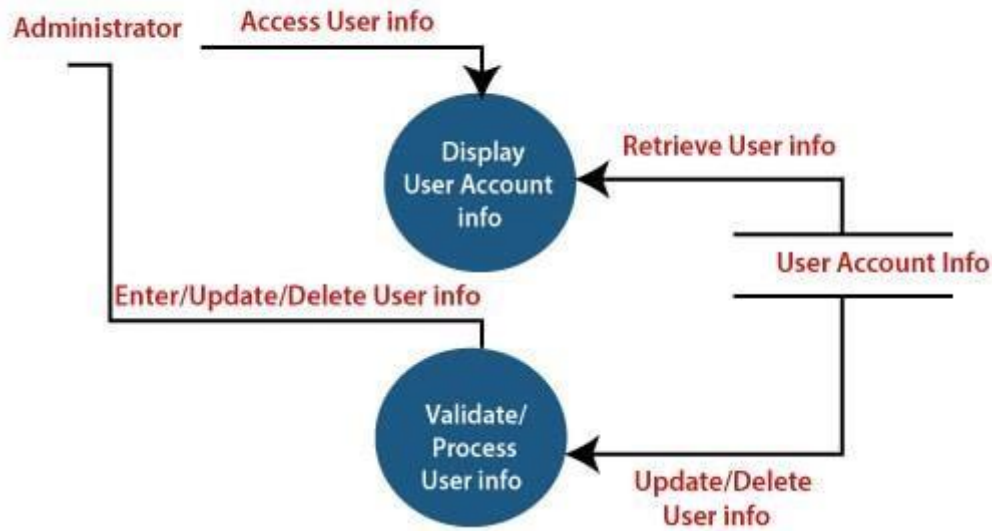 Administrator
Access User info
Display
User Account
info
Retrieve User info
User Account Info
Enter/Update/Delete User info
Validate/
Process
User info
Update/Delete
User info